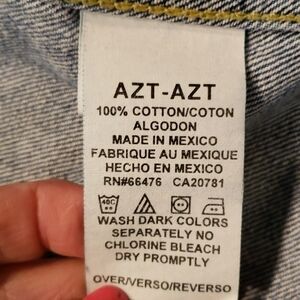 AZT-AZT
100% COTTON/COTON
ALGODON
MADE IN MEXICO
FABRIQUE AU MEXIQUE
HECHO EN MEXICO
RN#66476 CA20781
40C
WASH DARK COLORS
SEPARATELY NO
CHLORINE BLEACH
DRY PROMPTLY
OVER/VERSO/REVERSO